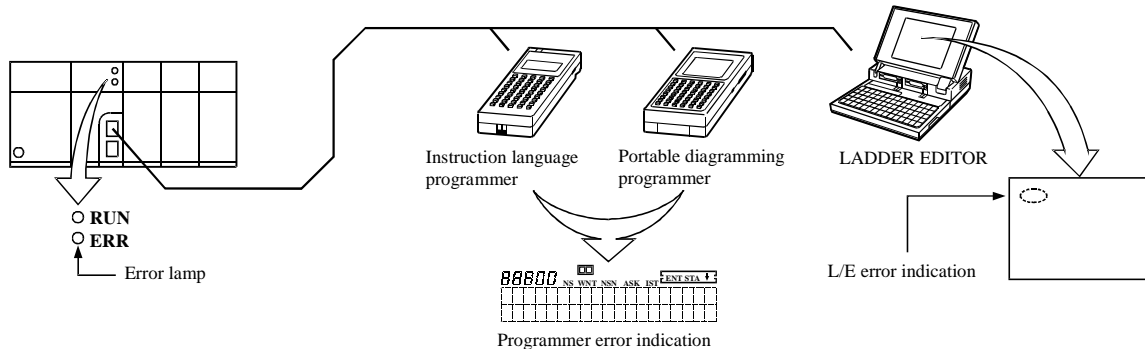 Instruction language
programmer
Portable diagramming
programmer
LADDER EDITOR
RUN
ERR
Error lamp
L/E error indication
88800 NS WNT NSN ASK IST ENT STA
Programmer error indication